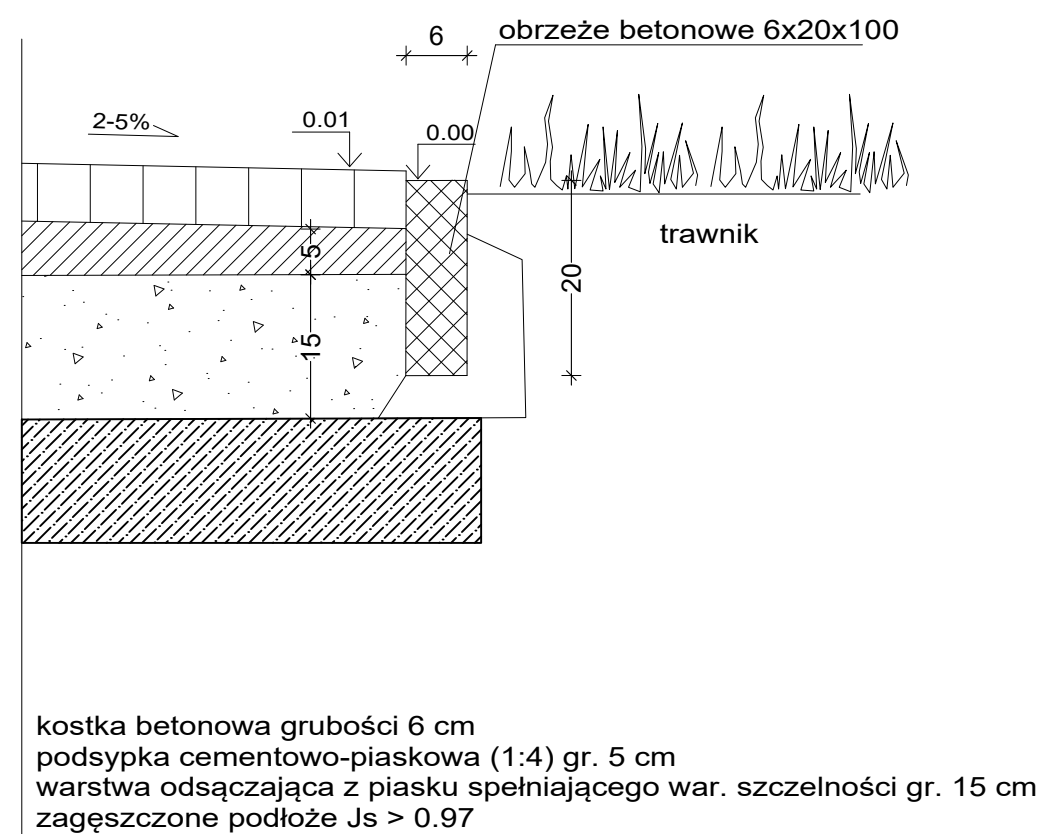 obrzeże betonowe 6x20x100
6
2-5%
0.01
0.00
trawnik
5
20
15
kostka betonowa grubości 6 cm
podsypka cementowo-piaskowa (1:4) gr. 5 cm
warstwa odsączająca z piasku spełniającego war. szczelności gr. 15 cm
zagęszczone podłoże Js > 0.97